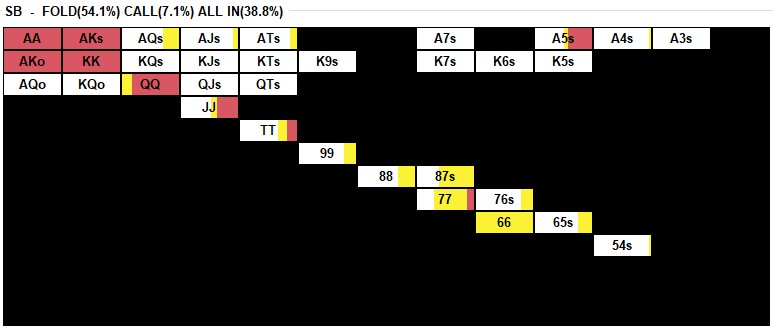 SB - FOLD(54.1%) CALL(7.1%) ALL IN(38.8%)
AA AKs AQs AJs ATs A7s A5s A4s A3s
AKo KK KQs KJs KTs K9s K7s K6s K5s
AQo KQo QQ QJs QTs
JJ
TT
99
88 87s
77 76s
66 65s
54s